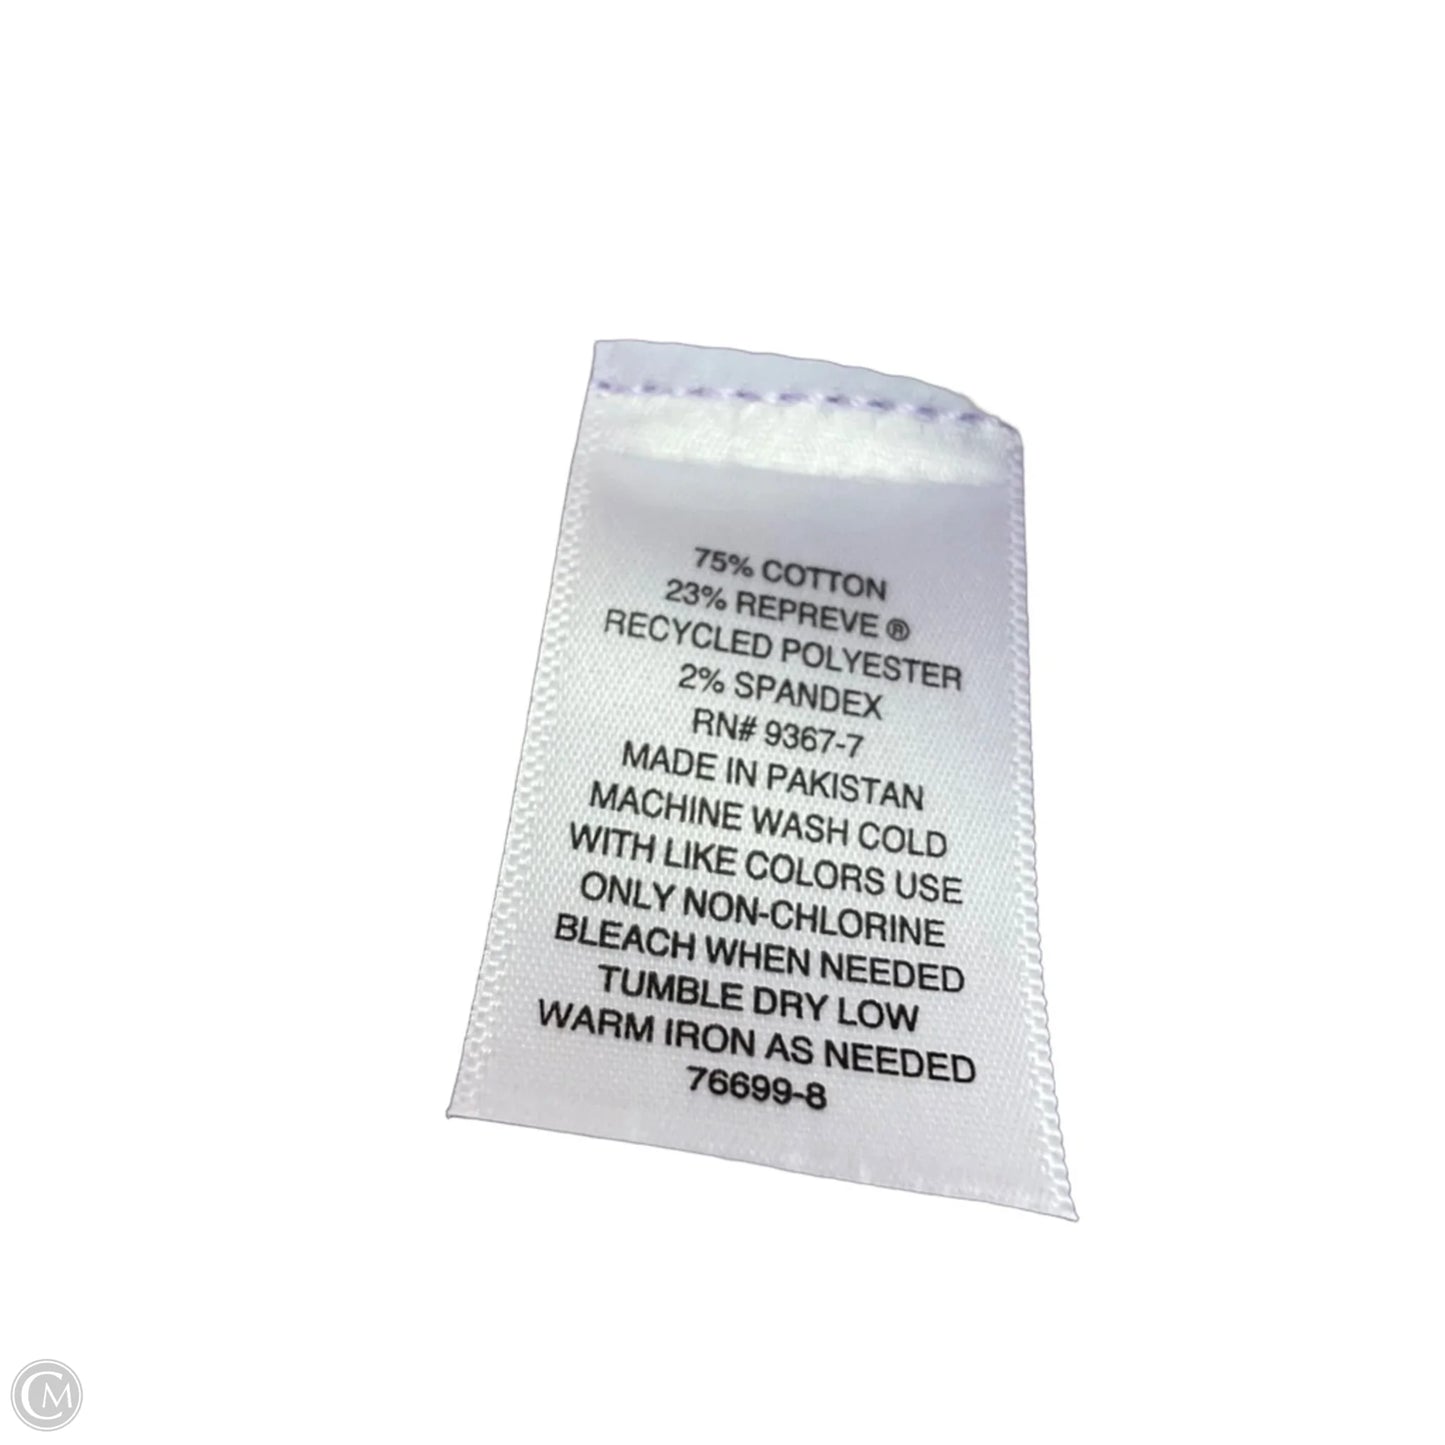 75% COTTON
23% REPREVE ®
RECYCLED POLYESTER
2% SPANDEX
RN# 9367-7
MADE IN PAKISTAN
MACHINE WASH COLD
WITH LIKE COLORS USE
ONLY NON-CHLORINE
BLEACH WHEN NEEDED
TUMBLE DRY LOW
WARM IRON AS NEEDED
76699-8
CM